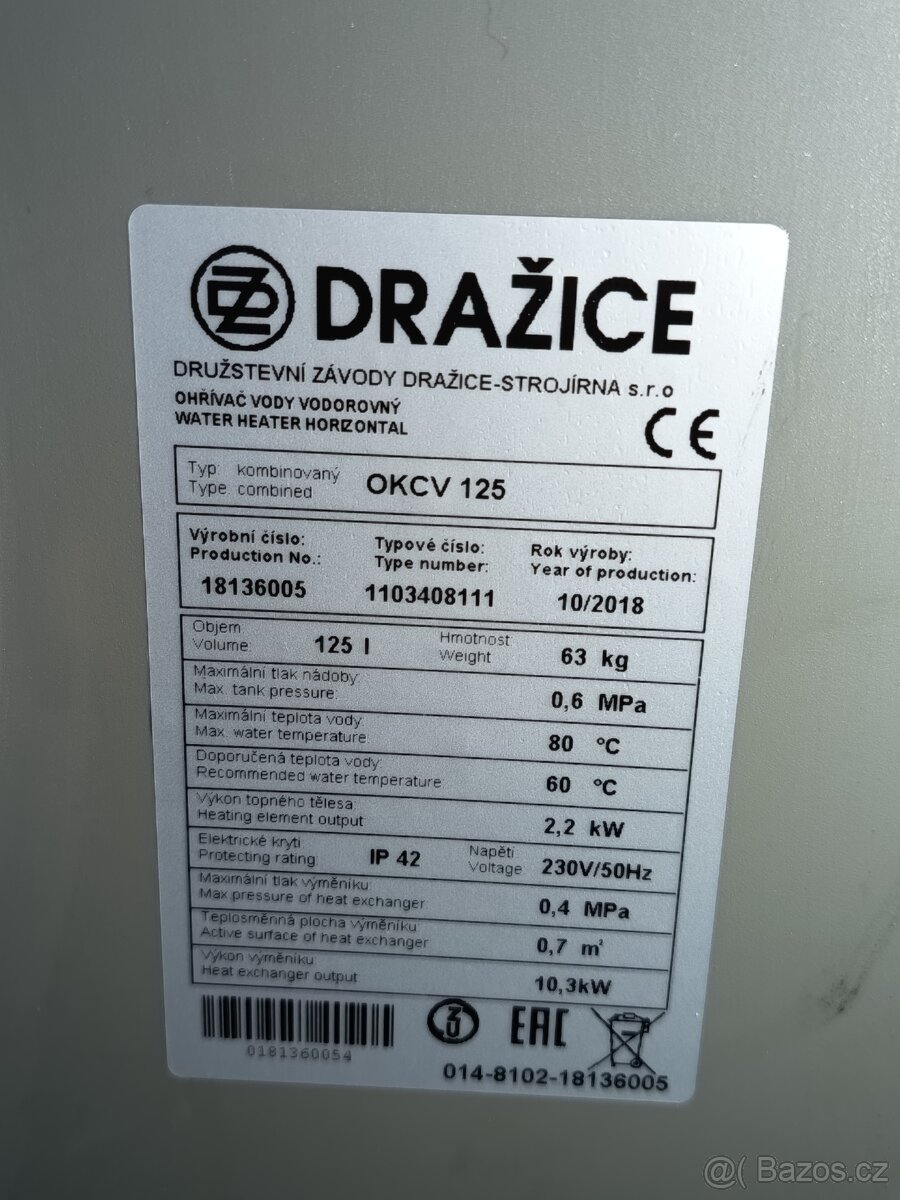 DRAŽICE
DRUŽSTEVNÍ ZÁVODY DRAŽICE-STROJÍRNA s.r.o
OHŘÍVAČ VODY VODOROVNÝ
WATER HEATER HORIZONTAL
CE
Typ: kombinovaný
Type: combined
OKCV 125
Výrobní číslo:
Production No.:
18136005
Typové číslo:
Type number:
1103408111
Rok výroby:
Year of production:
10/2018
Objem
Volume:
125 l
Hmotnost
Weight
63 kg
Maximální tlak nádoby:
Max. tank pressure:
0,6 MPa
Maximální teplota vody:
Max. water temperature:
80 °C
Doporučená teplota vody:
Recommended water temperature:
60 °C
Výkon topného tělesa:
Heating element output:
2,2 kW
Elektrické krytí
Protecting rating
IP 42
Napětí
Voltage
230V/50Hz
Maximální tlak výměníku:
Max pressure of heat exchanger:
0,4 MPa
Teplosměnná plocha výměníku:
Active surface of heat exchanger
0,7 m²
Výkon výměníku:
Heat exchanger output:
10,3kW
0181360054
EAC
014-8102-18136005
@( Bazos.cz